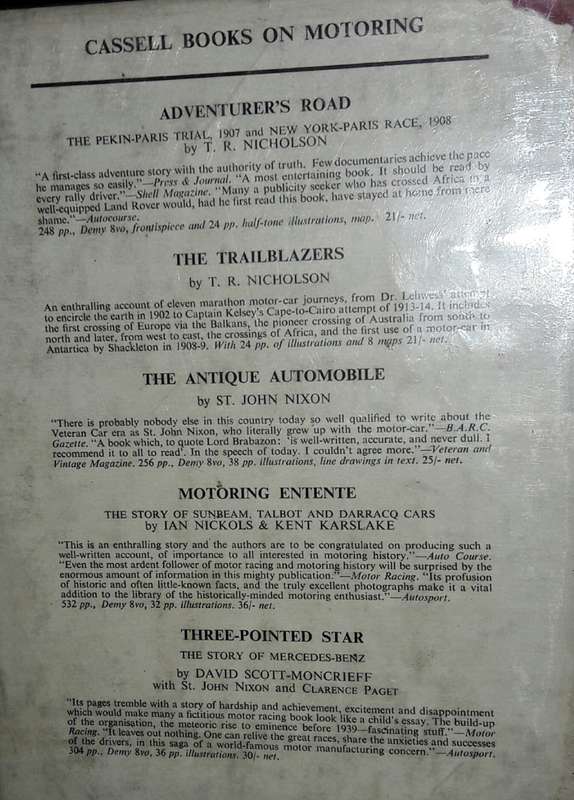 CASSELL BOOKS ON MOTORING
ADVENTURER'S ROAD
THE PEKIN-PARIS TRIAL, 1907 and NEW YORK-PARIS RACE, 1908
by T. R. NICHOLSON
"A first-class adventure story with the authority of truth. Few documentaries achieve the pace
he manages so easily."—Press & Journal. "A most entertaining book. It should be read by
every rally driver."—Shell Magazine. "Many a publicity seeker who has crossed Africa in a
well-equipped Land Rover would, had he first read this book, have stayed at home from mere
shame."—Autocourse.
248 pp., Demy 8vo, frontispiece and 24 pp. half-tone illustrations, map. 21/- net.
THE TRAILBLAZERS
by T. R. NICHOLSON
An enthralling account of eleven marathon motor-car journeys, from Dr. Lehwess' attempt
to encircle the earth in 1902 to Captain Kelsey's Cape-to-Cairo attempt of 1913-14. It includes
the first crossing of Europe via the Balkans, the pioneer crossing of Australia from south to
north and later, from west to east, the crossings of Africa, and the first use of a motor-car in
Antartica by Shackleton in 1908-9. With 24 pp. of illustrations and 8 maps 21/- net.
THE ANTIQUE AUTOMOBILE
by ST. JOHN NIXON
"There is probably nobody else in this country today so well qualified to write about the
Veteran Car era as St. John Nixon, who literally grew up with the motor-car."—B.A.R.C.
Gazette. "A book which, to quote Lord Brabazon: 'is well-written, accurate, and never dull. I
recommend it to all to read'. In the speech of today. I couldn't agree more."—Veteran and
Vintage Magazine. 256 pp., Demy 8vo, 38 pp. illustrations, line drawings in text. 25/- net.
MOTORING ENTENTE
THE STORY OF SUNBEAM, TALBOT AND DARRACQ CARS
by IAN NICKOLS & KENT KARSLAKE
"This is an enthralling story and the authors are to be congratulated on producing such a
well-written account, of importance to all interested in motoring history."—Auto Course.
"Even the most ardent follower of motor racing and motoring history will be surprised by the
enormous amount of information in this mighty publication."—Motor Racing. "Its profusion
of historic and often little-known facts, and the truly excellent photographs make it a vital
addition to the library of the historically-minded motoring enthusiast."—Autosport.
532 pp., Demy 8vo, 32 pp. illustrations. 36/- net.
THREE-POINTED STAR
THE STORY OF MERCEDES-BENZ
by DAVID SCOTT-MONCRIEFF
with ST. JOHN NIXON and CLARENCE PAGET
"Its pages tremble with a story of hardship and achievement, excitement and disappointment
which would make many a fictitious motor racing book look like a child's essay. The build-up
of the organisation, the meteoric rise to eminence before 1939—fascinating stuff."—Motor
Racing. "It leaves out nothing. One can relive the great races, share the anxieties and successes
of the drivers, in this saga of a world-famous motor manufacturing concern."—Autosport.
304 pp., Demy 8vo, 36 pp. illustrations. 30/- net.